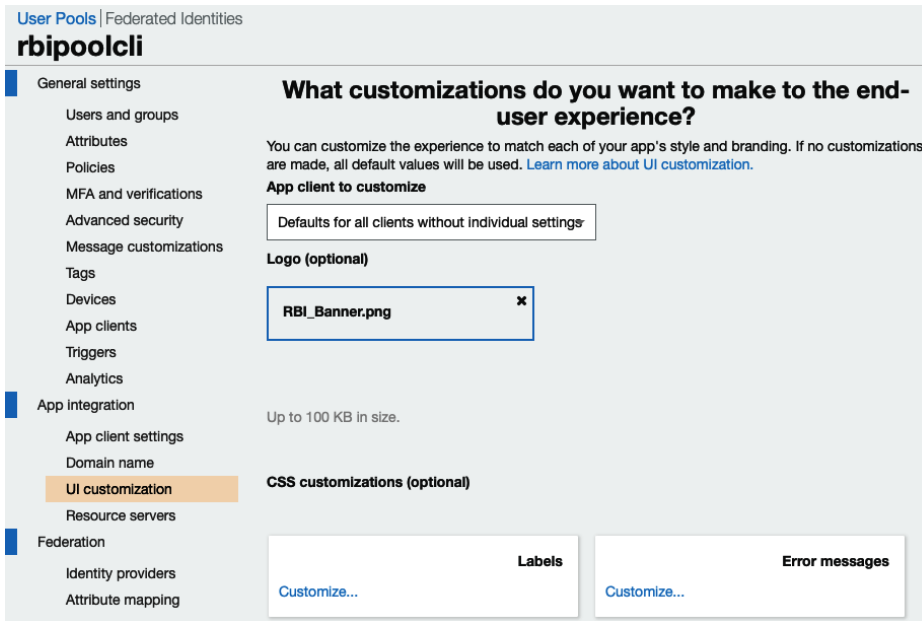 User Pools | Federated Identities
rbipoolcli
General settings
Users and groups
Attributes
Policies
MFA and verifications
Advanced security
Message customizations
Tags
Devices
App clients
Triggers
Analytics
App integration
App client settings
Domain name
UI customization
Resource servers
Federation
Identity providers
Attribute mapping
What customizations do you want to make to the end-
user experience?
You can customize the experience to match each of your app's style and branding. If no customizations
are made, all default values will be used. Learn more about UI customization.
App client to customize
Defaults for all clients without individual settings
Logo (optional)
RBI_Banner.png
Up to 100 KB in size.
CSS customizations (optional)
Labels
Customize...
Error messages
Customize...